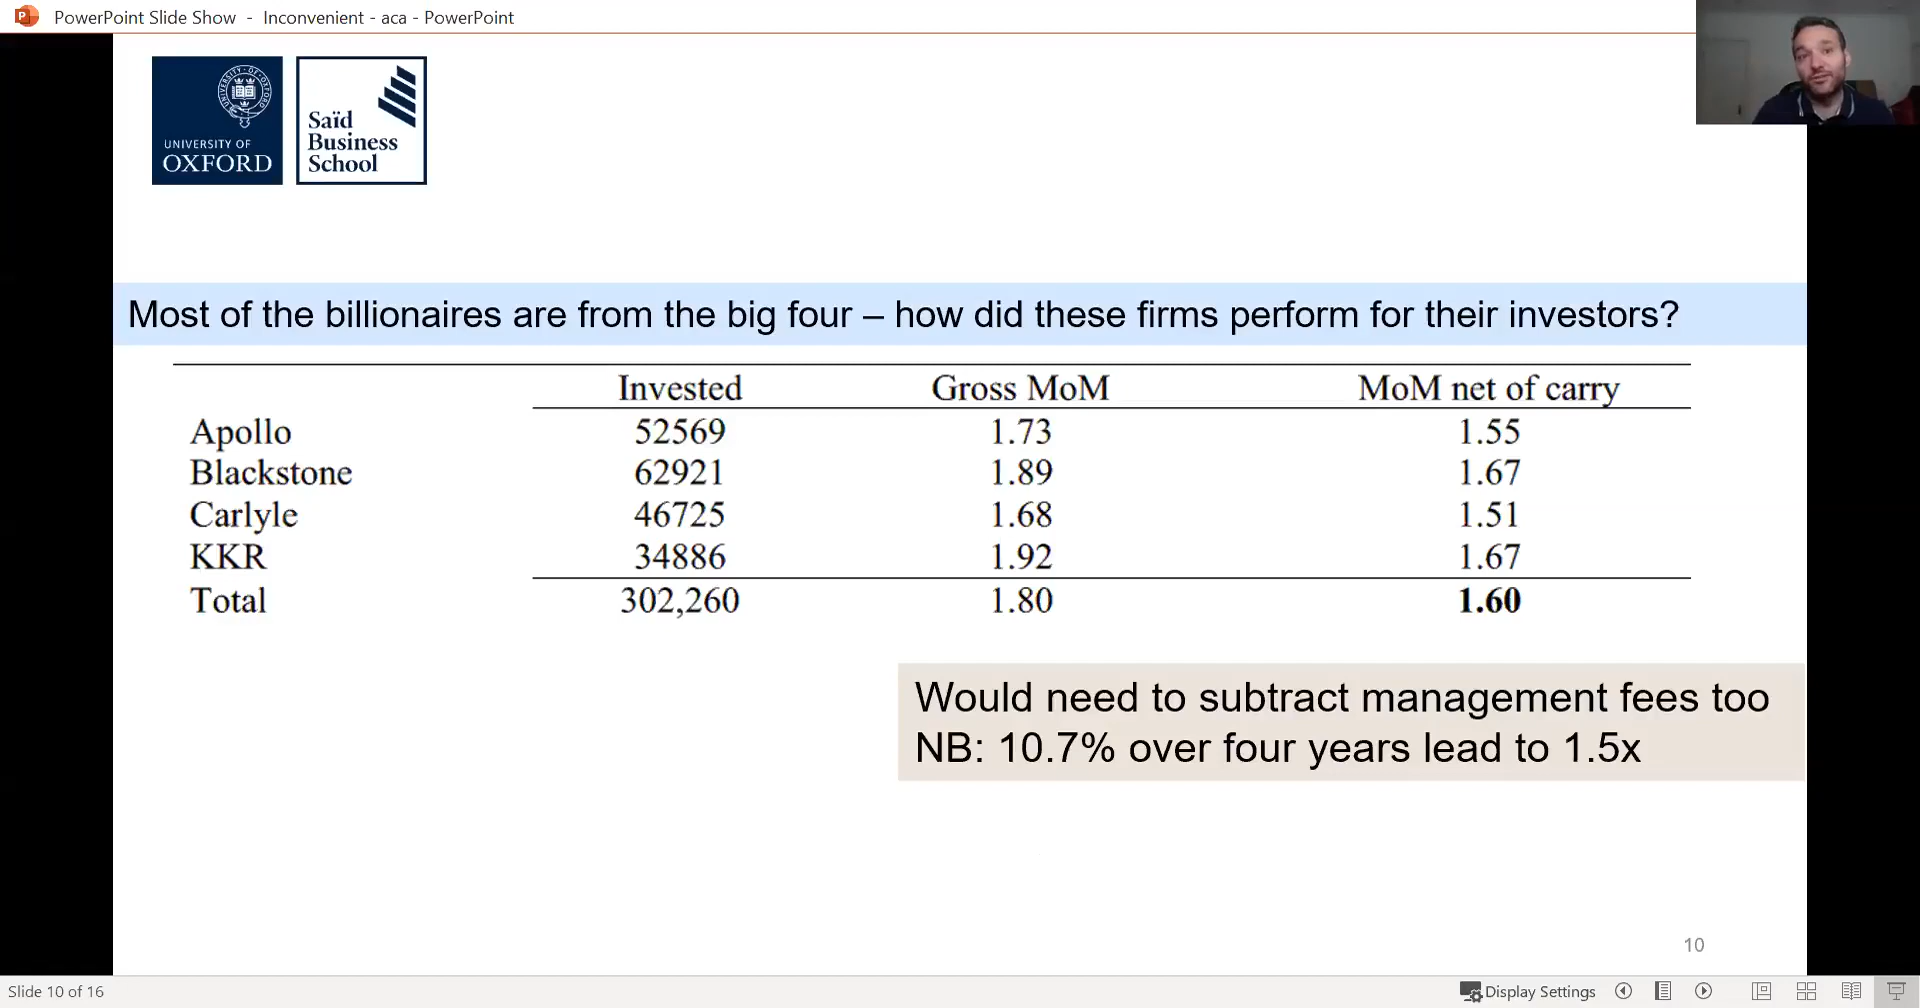 PowerPoint Slide Show - Inconvenient - aca - PowerPoint
UNIVERSITY OF
OXFORD
Saïd
Business
School
Most of the billionaires are from the big four – how did these firms perform for their investors?
Invested Gross MoM MoM net of carry
Apollo 52569 1.73 1.55
Blackstone 62921 1.89 1.67
Carlyle 46725 1.68 1.51
KKR 34886 1.92 1.67
Total 302,260 1.80 1.60
Would need to subtract management fees too
NB: 10.7% over four years lead to 1.5x
10
Slide 10 of 16
Display Settings